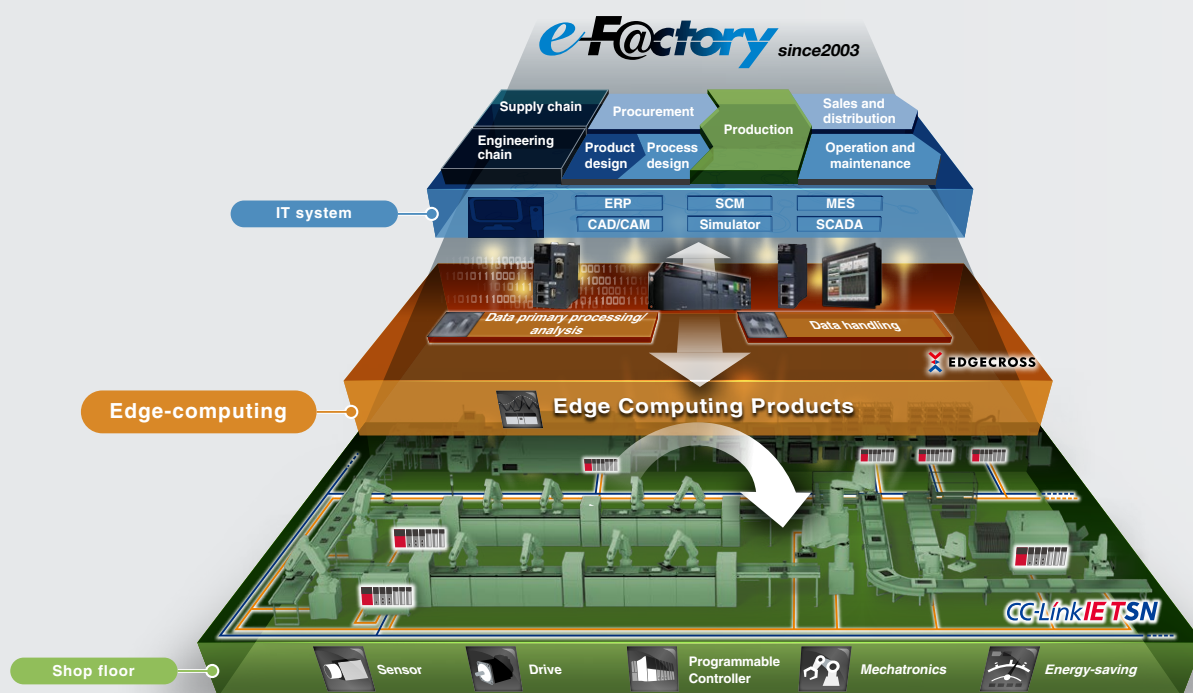 e-F@ctory since2003
Supply chain
Procurement
Production
Sales and
distribution
Engineering
chain
Product
design
Process
design
Operation and
maintenance
IT system
ERP
SCM
MES
CAD/CAM
Simulator
SCADA
Data primary processing/
analysis
Data handling
EDGECROSS
Edge-computing
Edge Computing Products
CC-Link IE TSN
Shop floor
Sensor
Drive
Programmable
Controller
Mechatronics
Energy-saving